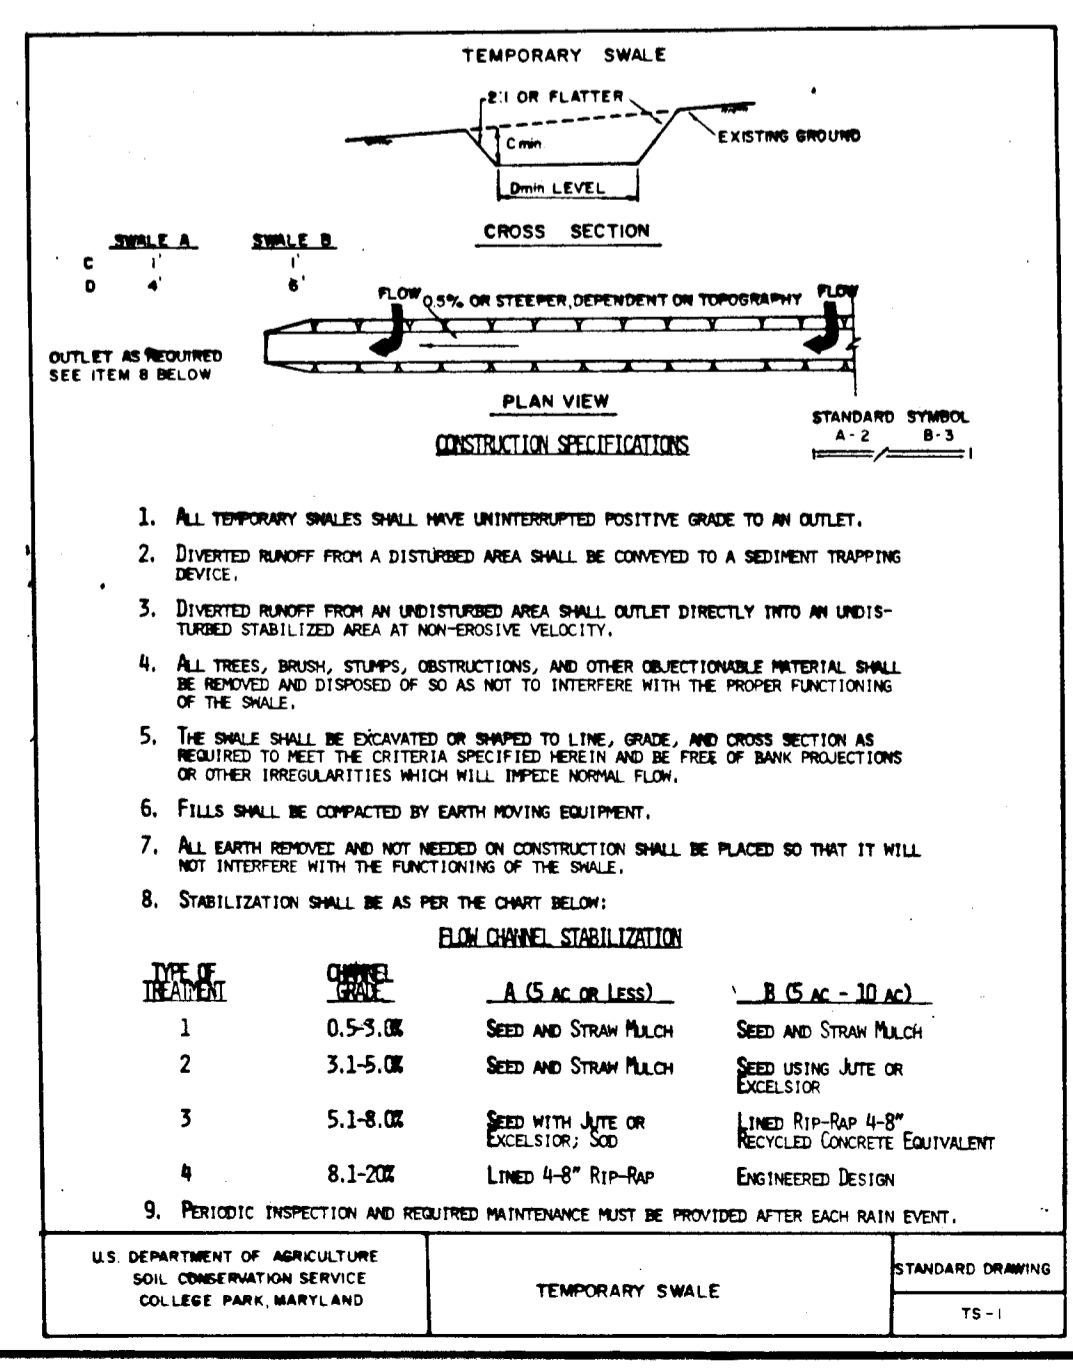 TEMPORARY SWALE
2:1 OR FLATTER
C min.
EXISTING GROUND
Dmin LEVEL
CROSS SECTION
SWALE A SWALE B
C 1' 1'
D 4' 6'
FLOW 0.5% OR STEEPER, DEPENDENT ON TOPOGRAPHY FLOW
OUTLET AS REQUIRED
SEE ITEM 8 BELOW
PLAN VIEW
STANDARD SYMBOL
A-2 B-3
CONSTRUCTION SPECIFICATIONS
1. ALL TEMPORARY SWALES SHALL HAVE UNINTERRUPTED POSITIVE GRADE TO AN OUTLET.
2. DIVERTED RUNOFF FROM A DISTURBED AREA SHALL BE CONVEYED TO A SEDIMENT TRAPPING
DEVICE.
3. DIVERTED RUNOFF FROM AN UNDISTURBED AREA SHALL OUTLET DIRECTLY INTO AN UNDIS-
TURBED STABILIZED AREA AT NON-EROSIVE VELOCITY.
4. ALL TREES, BRUSH, STUMPS, OBSTRUCTIONS, AND OTHER OBJECTIONABLE MATERIAL SHALL
BE REMOVED AND DISPOSED OF SO AS NOT TO INTERFERE WITH THE PROPER FUNCTIONING
OF THE SWALE.
5. THE SWALE SHALL BE EXCAVATED OR SHAPED TO LINE, GRADE, AND CROSS SECTION AS
REQUIRED TO MEET THE CRITERIA SPECIFIED HEREIN AND BE FREE OF BANK PROJECTIONS
OR OTHER IRREGULARITIES WHICH WILL IMPEDE NORMAL FLOW.
6. FILLS SHALL BE COMPACTED BY EARTH MOVING EQUIPMENT.
7. ALL EARTH REMOVED AND NOT NEEDED ON CONSTRUCTION SHALL BE PLACED SO THAT IT WILL
NOT INTERFERE WITH THE FUNCTIONING OF THE SWALE.
8. STABILIZATION SHALL BE AS PER THE CHART BELOW:
FLOW CHANNEL STABILIZATION
TYPE OF CHANNEL
TREATMENT GRADE A (5 AC OR LESS) B (5 AC - 10 AC)
1 0.5-3.0% SEED AND STRAW MULCH SEED AND STRAW MULCH
2 3.1-5.0% SEED AND STRAW MULCH SEED USING JUTE OR
EXCELSIOR
3 5.1-8.0% SEED WITH JUTE OR LINED RIP-RAP 4-8"
EXCELSIOR; SOD RECYCLED CONCRETE EQUIVALENT
4 8.1-20% LINED 4-8" RIP-RAP ENGINEERED DESIGN
9. PERIODIC INSPECTION AND REQUIRED MAINTENANCE MUST BE PROVIDED AFTER EACH RAIN EVENT.
U.S. DEPARTMENT OF AGRICULTURE
SOIL CONSERVATION SERVICE
COLLEGE PARK, MARYLAND
TEMPORARY SWALE
STANDARD DRAWING
TS-1